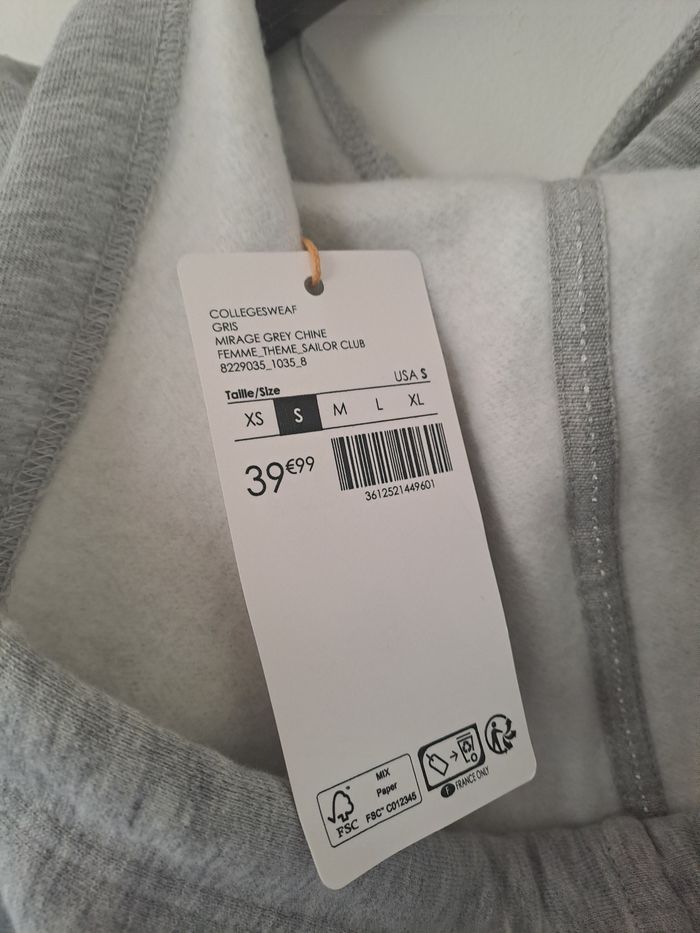 COLLEGESWEAF
GRIS
MIRAGE GREY CHINE
FEMME_THEME_SAILOR CLUB
8229035_1035_8
Taille/Size USA S
XS S M L XL
39€99
3612521449601
MIX
Paper
FSC™ C012345
FSC
FRANCE ONLY